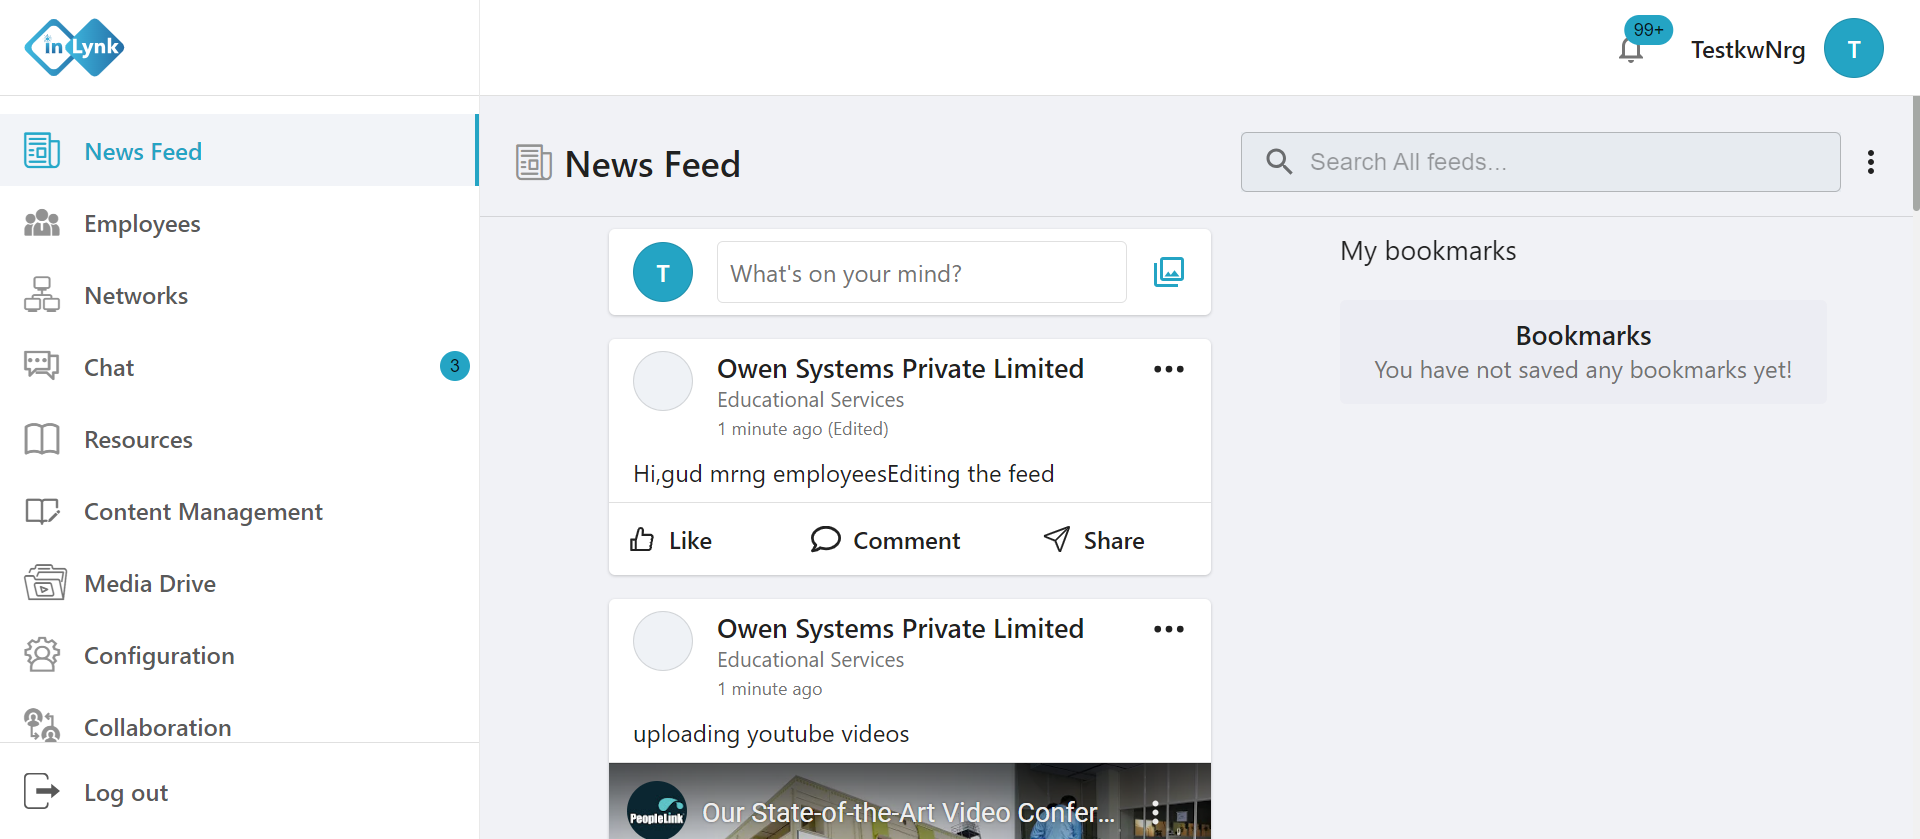 in Lynk
99+
TestkwNrg
T
News Feed
Employees
Networks
Chat
3
Resources
Content Management
Media Drive
Configuration
Collaboration
Log out
News Feed
Search All feeds...
T
What's on your mind?
Owen Systems Private Limited
Educational Services
1 minute ago (Edited)
Hi,gud mrng employeesEditing the feed
Like
Comment
Share
Owen Systems Private Limited
Educational Services
1 minute ago
uploading youtube videos
PeopleLink
Our State-of-the-Art Video Confer...
My bookmarks
Bookmarks
You have not saved any bookmarks yet!